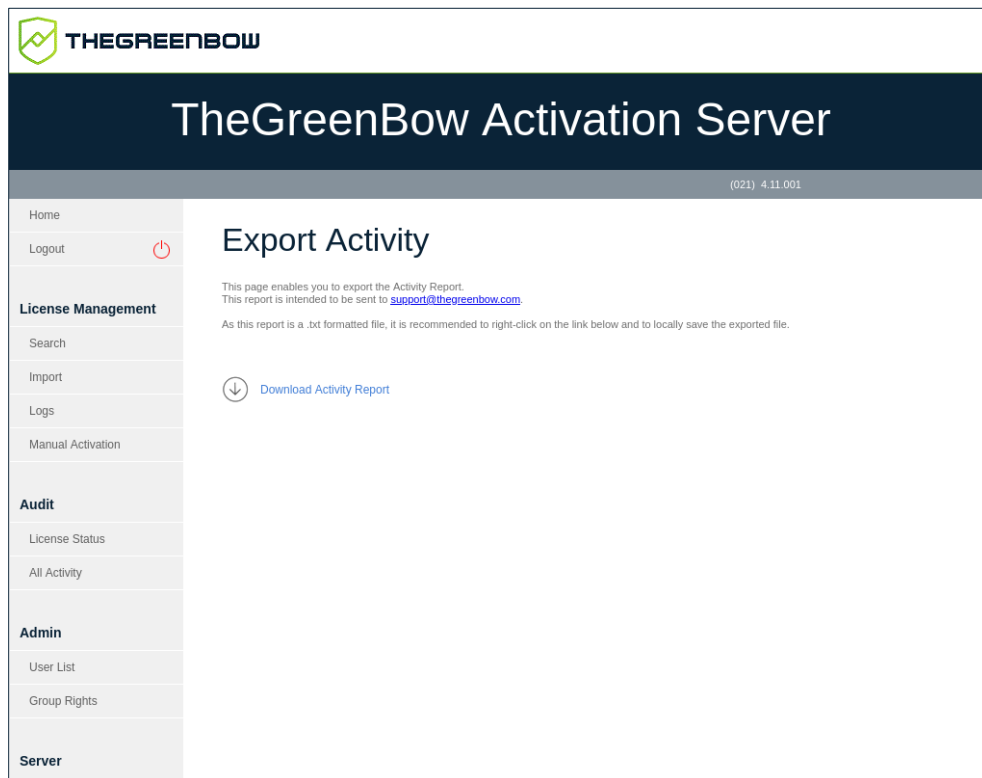 THEGREENBOW
TheGreenBow Activation Server
(021) 4.11.001
Home
Logout
License Management
Search
Import
Logs
Manual Activation
Audit
License Status
All Activity
Admin
User List
Group Rights
Server
Export Activity
This page enables you to export the Activity Report.
This report is intended to be sent to support@thegreenbow.com.
As this report is a .txt formatted file, it is recommended to right-click on the link below and to locally save the exported file.
Download Activity Report